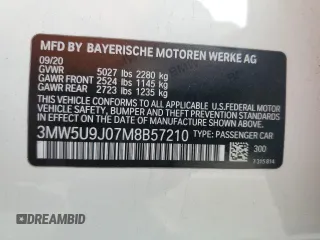 MFD BY BAYERISCHE MOTOREN WERKE AG
09/20
GVWR 5027 lbs 2280 kg
GAWR FRONT 2524 lbs 1145 kg
GAWR REAR 2723 lbs 1235 kg
THIS VEHICLE CONFORMS TO ALL APPLICABLE U.S. FEDERAL MOTOR
VEHICLE SAFETY, BUMPER, AND THEFT PREVENTION STANDARDS IN
EFFECT ON THE DATE OF MANUFACTURE SHOWN ABOVE.
3MW5U9J07M8B57210 TYPE: PASSENGER CAR
300
DREAMBID
DREAMBID.COM